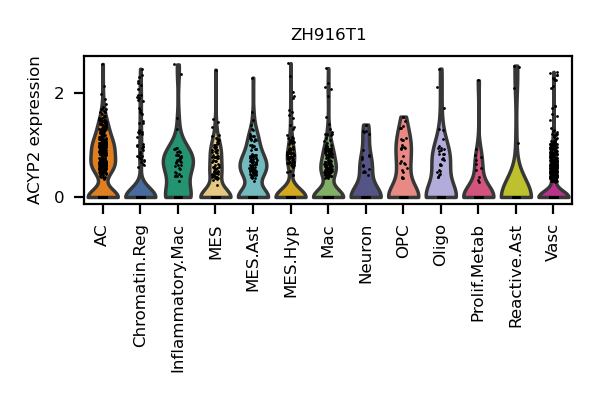 ZH916T1
ACYP2 expression
2
0
AC
Chromatin.Reg
Inflammatory.Mac
MES
MES.Ast
MES.Hyp
Mac
Neuron
OPC
Oligo
Prolif.Metab
Reactive.Ast
Vasc